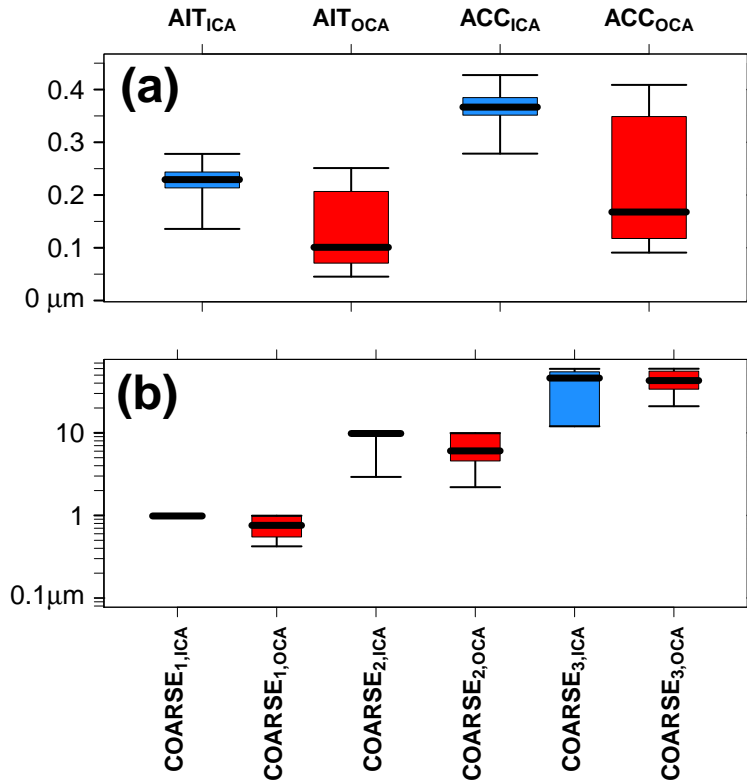 AIT_ICA AIT_OCA ACC_ICA ACC_OCA
(a)
0.4
0.3
0.2
0.1
0 μm
(b)
10
1
0.1μm
COARSE_1,ICA
COARSE_1,OCA
COARSE_2,ICA
COARSE_2,OCA
COARSE_3,ICA
COARSE_3,OCA